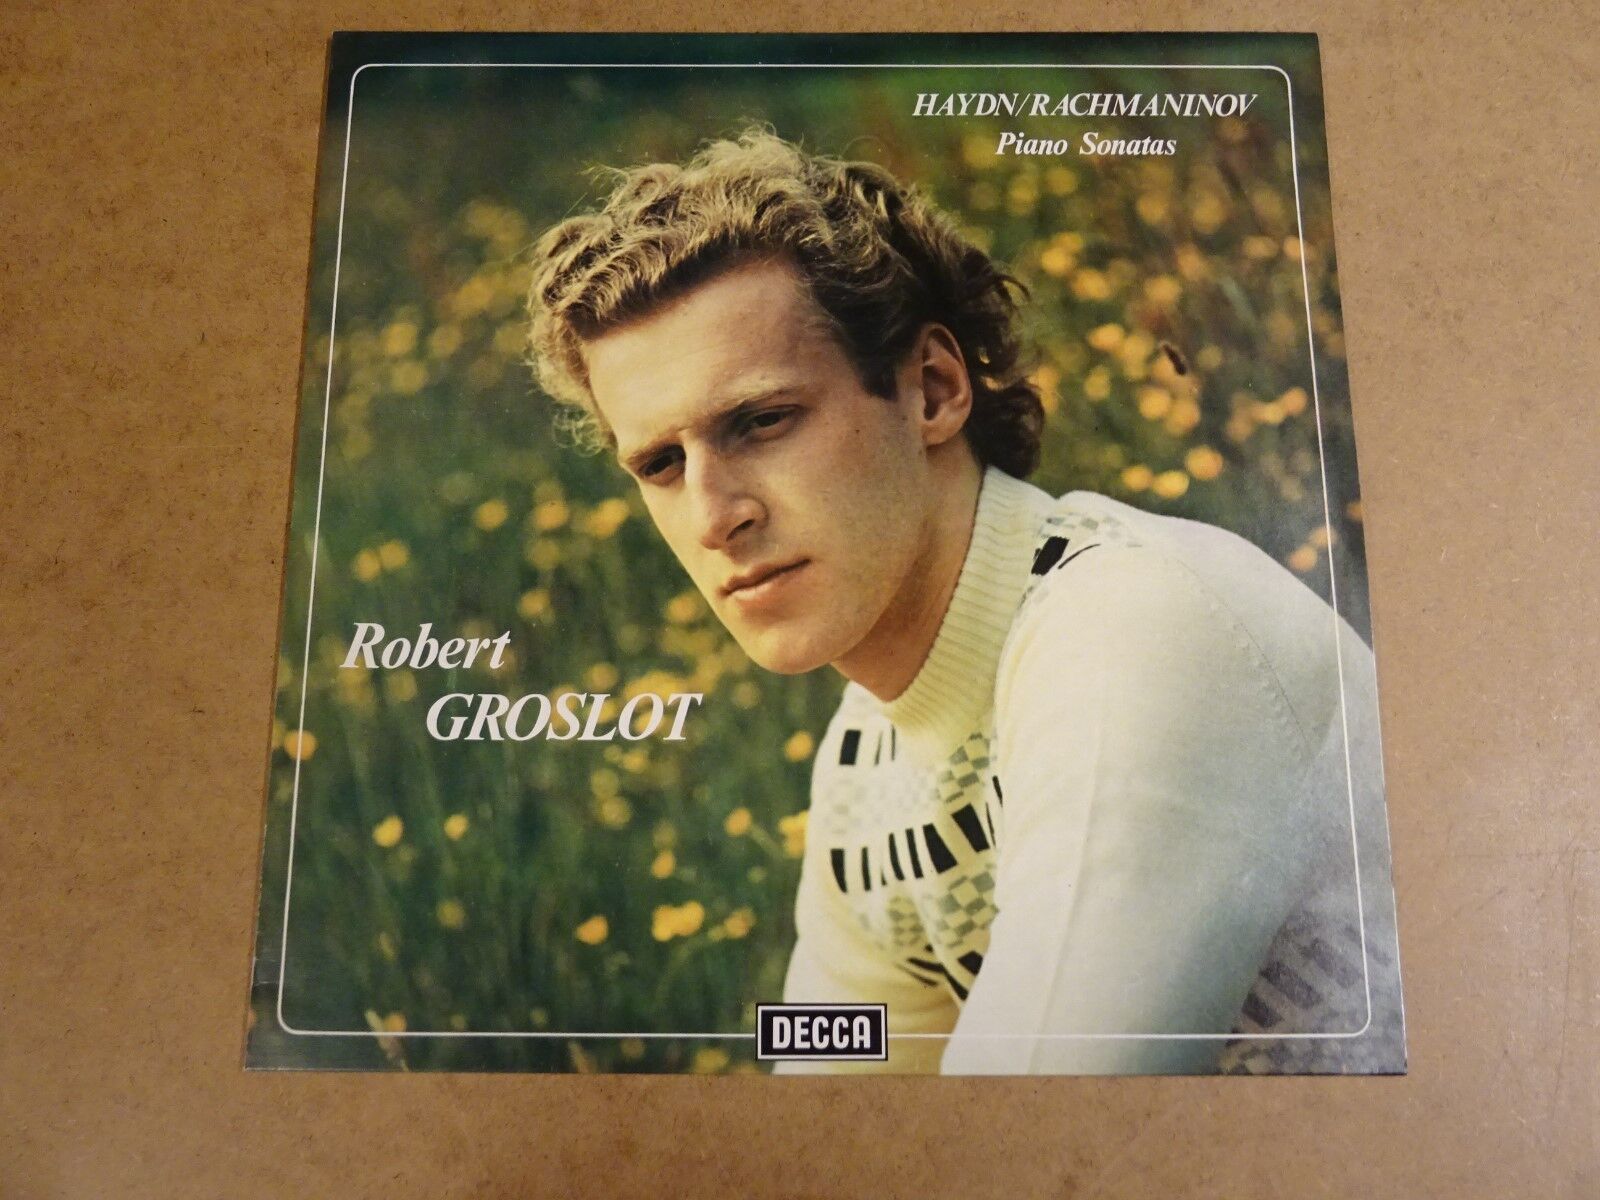 HAYDN/RACHMANINOV
Piano Sonatas
Robert
GROSLOT
DECCA